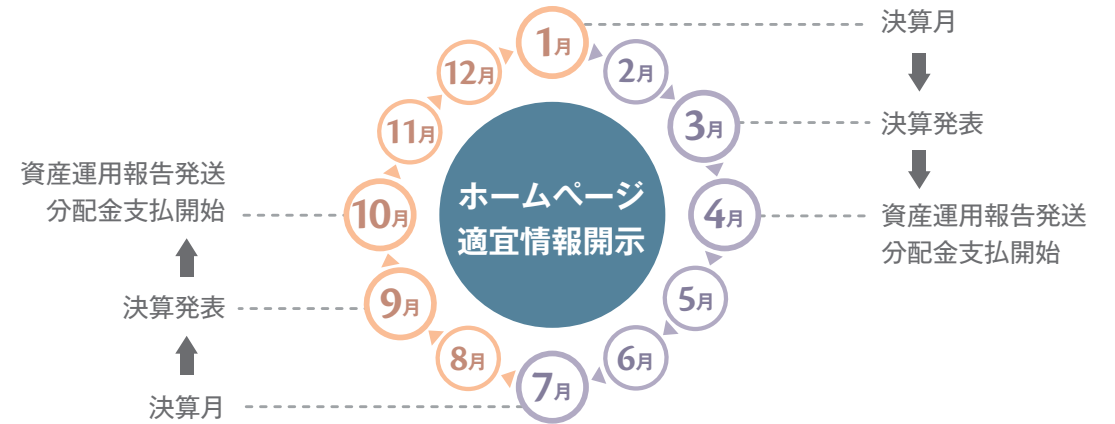 1月
2月
3月
4月
5月
6月
7月
8月
9月
10月
11月
12月
ホームページ
適宜情報開示
決算月
決算発表
資産運用報告発送
分配金支払開始
決算月
決算発表
資産運用報告発送
分配金支払開始